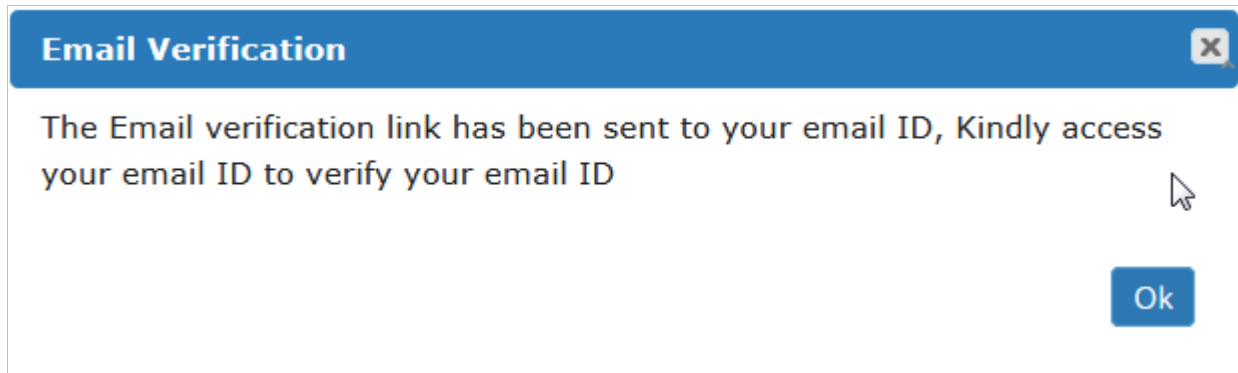 Email Verification
The Email verification link has been sent to your email ID, Kindly access
your email ID to verify your email ID
Ok